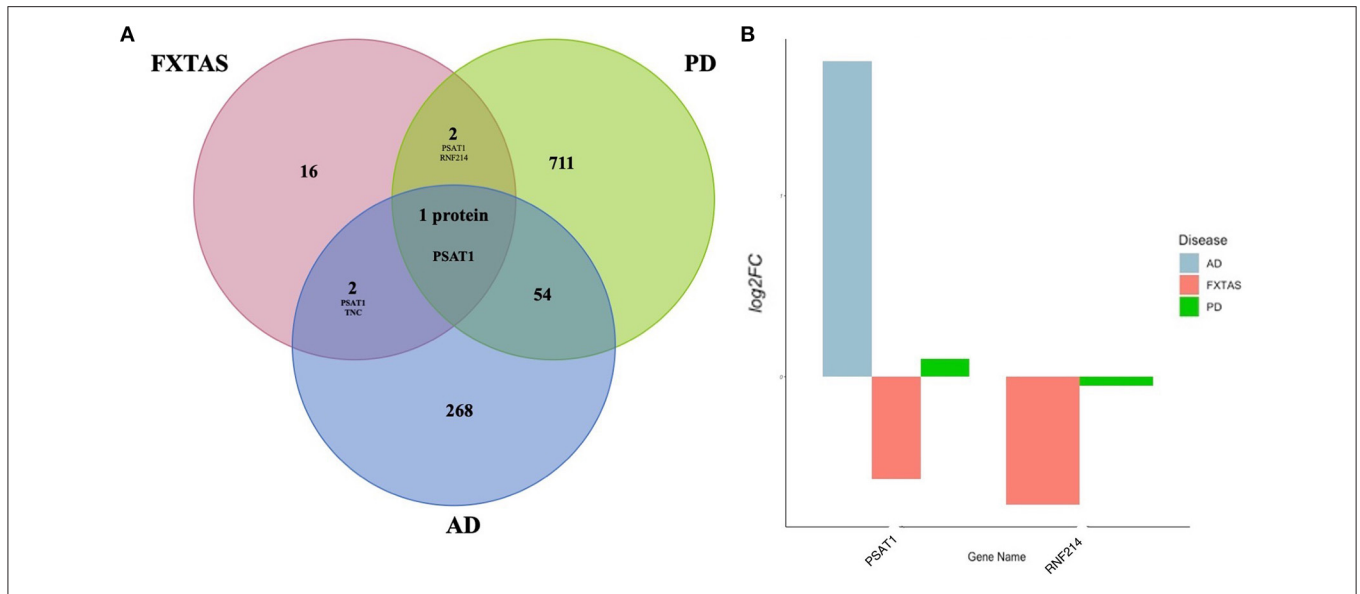 A
FXTAS
PD
16
2
PSAT1
RNF214
711
1 protein
PSAT1
2
PSAT1
TNC
54
268
AD
B
log2FC
1
0
PSAT1
RNF214
Gene Name
Disease
AD
FXTAS
PD